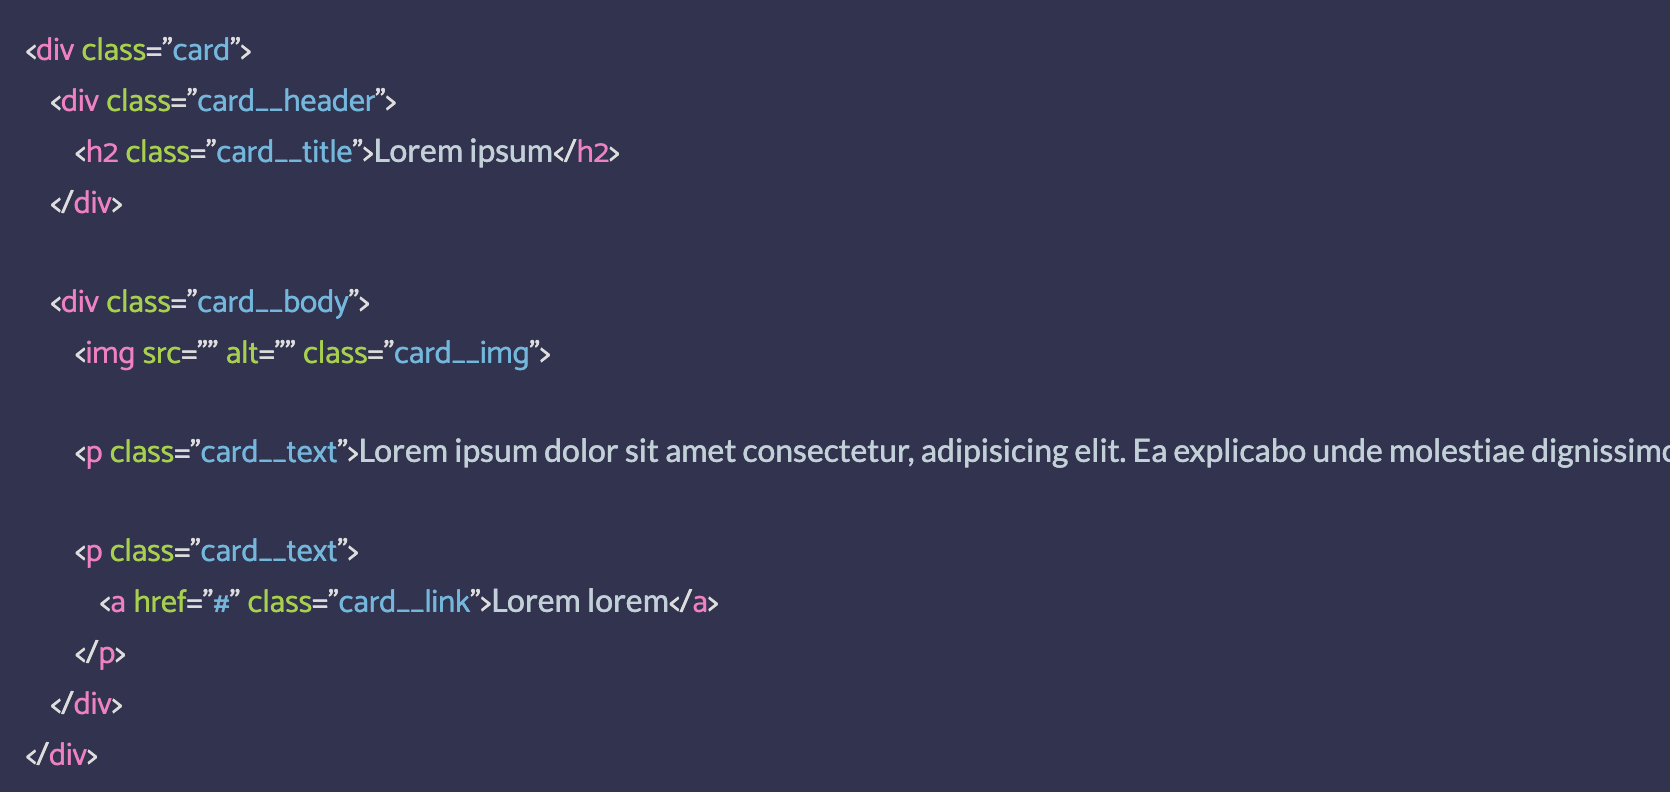 <div class=”card”>
<div class=”card__header”>
<h2 class=”card__title”>Lorem ipsum</h2>
</div>
<div class=”card__body”>
<img src=”” alt=”” class=”card__img”>
<p class=”card__text”>Lorem ipsum dolor sit amet consectetur, adipisicing elit. Ea explicabo unde molestiae
<p class=”card__text”>
<a href=”#” class=”card__link”>Lorem lorem</a>
</p>
</div>
</div>